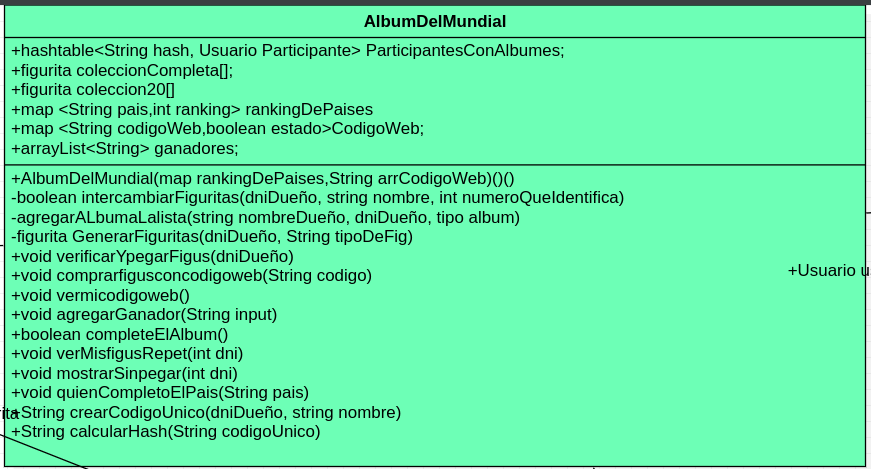 AlbumDelMundial
+hashtable<String hash, Usuario Participante> ParticipantesConAlbumes;
+figurita coleccionCompleta[];
+figurita coleccion20[]
+map <String pais,int ranking> rankingDePaises
+map <String codigoWeb,boolean estado>CodigoWeb;
+arrayList<String> ganadores;
+AlbumDelMundial(map rankingDePaises,String arrCodigoWeb)()()
-boolean intercambiarFiguritas(dniDueño, string nombre, int numeroQueIdentifica)
-agregarALbumaLalista(string nombreDueño, dniDueño, tipo album)
-figurita GenerarFiguritas(dniDueño, String tipoDeFig)
+void verificarYpegarFigus(dniDueño)
+void comprarfigusconcodigoweb(String codigo)
+Usuario u
+void vermicodigoweb()
+void agregarGanador(String input)
+boolean completeElAlbum()
+void verMisfigusRepet(int dni)
+void mostrarSinpegar(int dni)
+void quienCompletoElPais(String pais)
+String crearCodigoUnico(dniDueño, string nombre)
+String calcularHash(String codigoUnico)